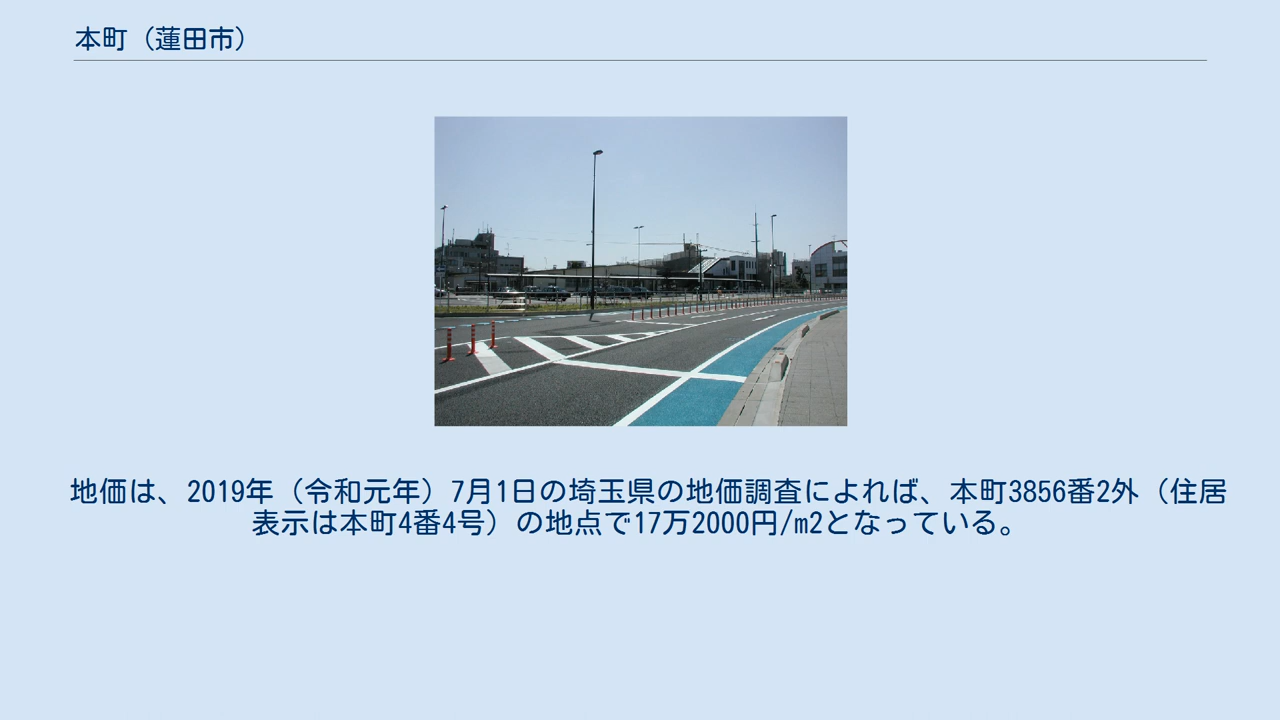 本町（蓮田市）
地価は、2019年（令和元年）7月1日の埼玉県の地価調査によれば、本町3856番2外（住居
表示は本町4番4号）の地点で17万2000円/m2となっている。